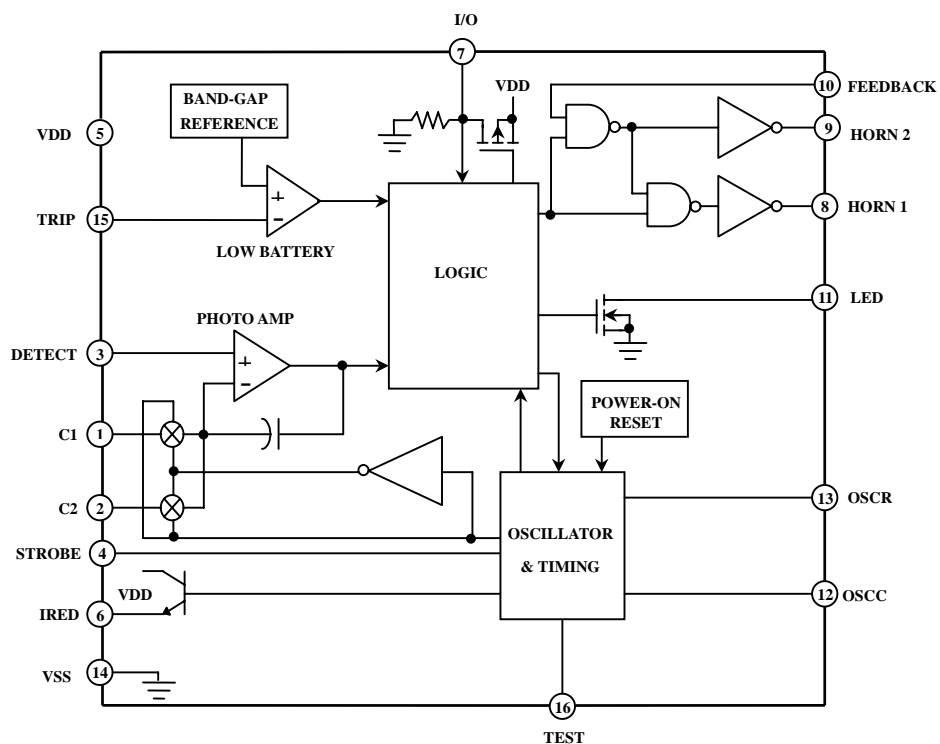 I/O
7
BAND-GAP
REFERENCE
VDD
10 FEEDBACK
VDD 5
9 HORN 2
TRIP 15
+
-
LOW BATTERY
8 HORN 1
LOGIC
11 LED
PHOTO AMP
DETECT 3
+
-
POWER-ON
RESET
C1 1
C2 2
13 OSCR
OSCILLATOR
& TIMING
STROBE 4
VDD
12 OSCC
IRED 6
VSS 14
16
TEST